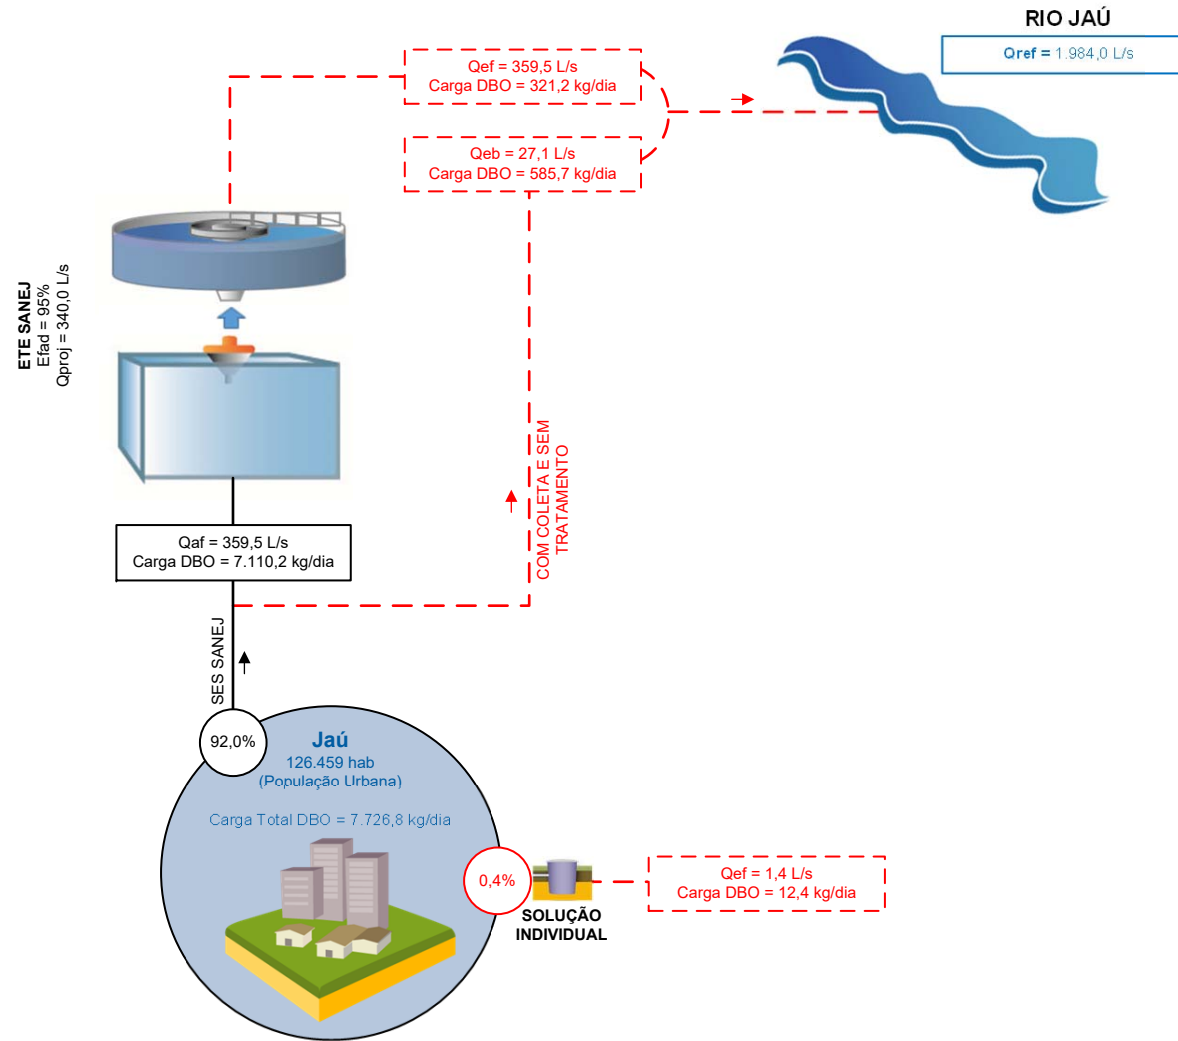 RIO JAÚ
Qref = 1.984,0 L/s
Qef = 359,5 L/s
Carga DBO = 321,2 kg/dia
Qeb = 27,1 L/s
Carga DBO = 585,7 kg/dia
ETE SANEJ
Efad = 95%
Qproj = 340,0 L/s
COM COLETA E SEM
TRATAMENTO
Qaf = 359,5 L/s
Carga DBO = 7.110,2 kg/dia
SES SANEJ
92,0%
Jaú
126.459 hab
(População Urbana)
Carga Total DBO = 7.726,8 kg/dia
0,4%
SOLUÇÃO
INDIVIDUAL
Qef = 1,4 L/s
Carga DBO = 12,4 kg/dia